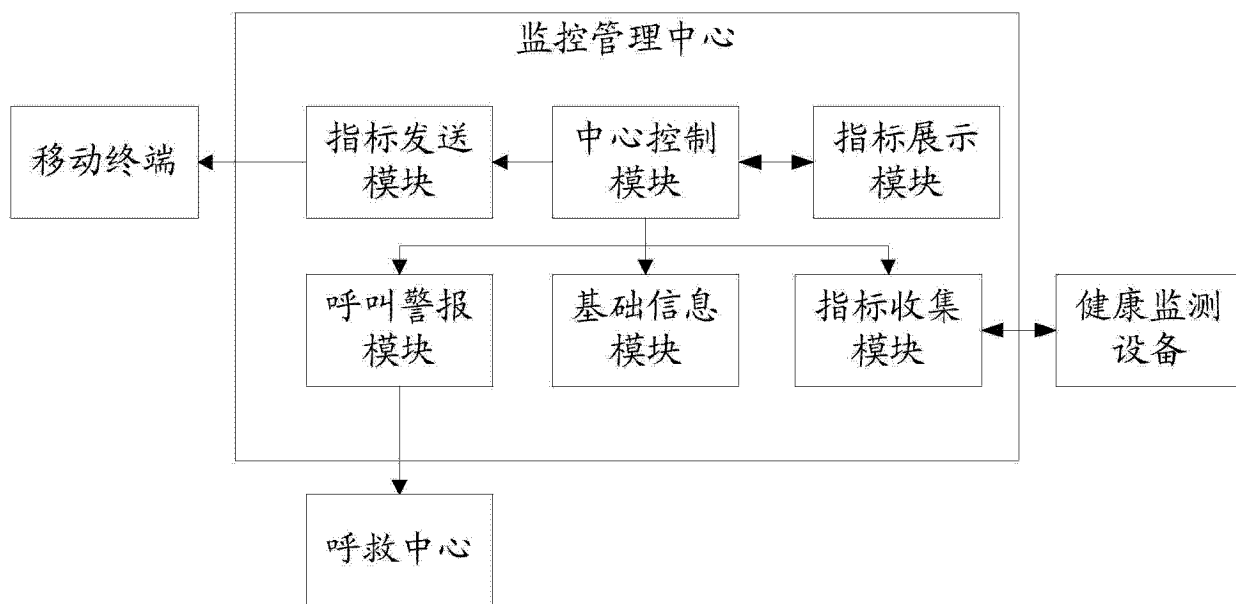 监控管理中心
移动终端
指标发送
模块
中心控制
模块
指标展示
模块
呼叫警报
模块
基础信息
模块
指标收集
模块
健康监测
设备
呼救中心